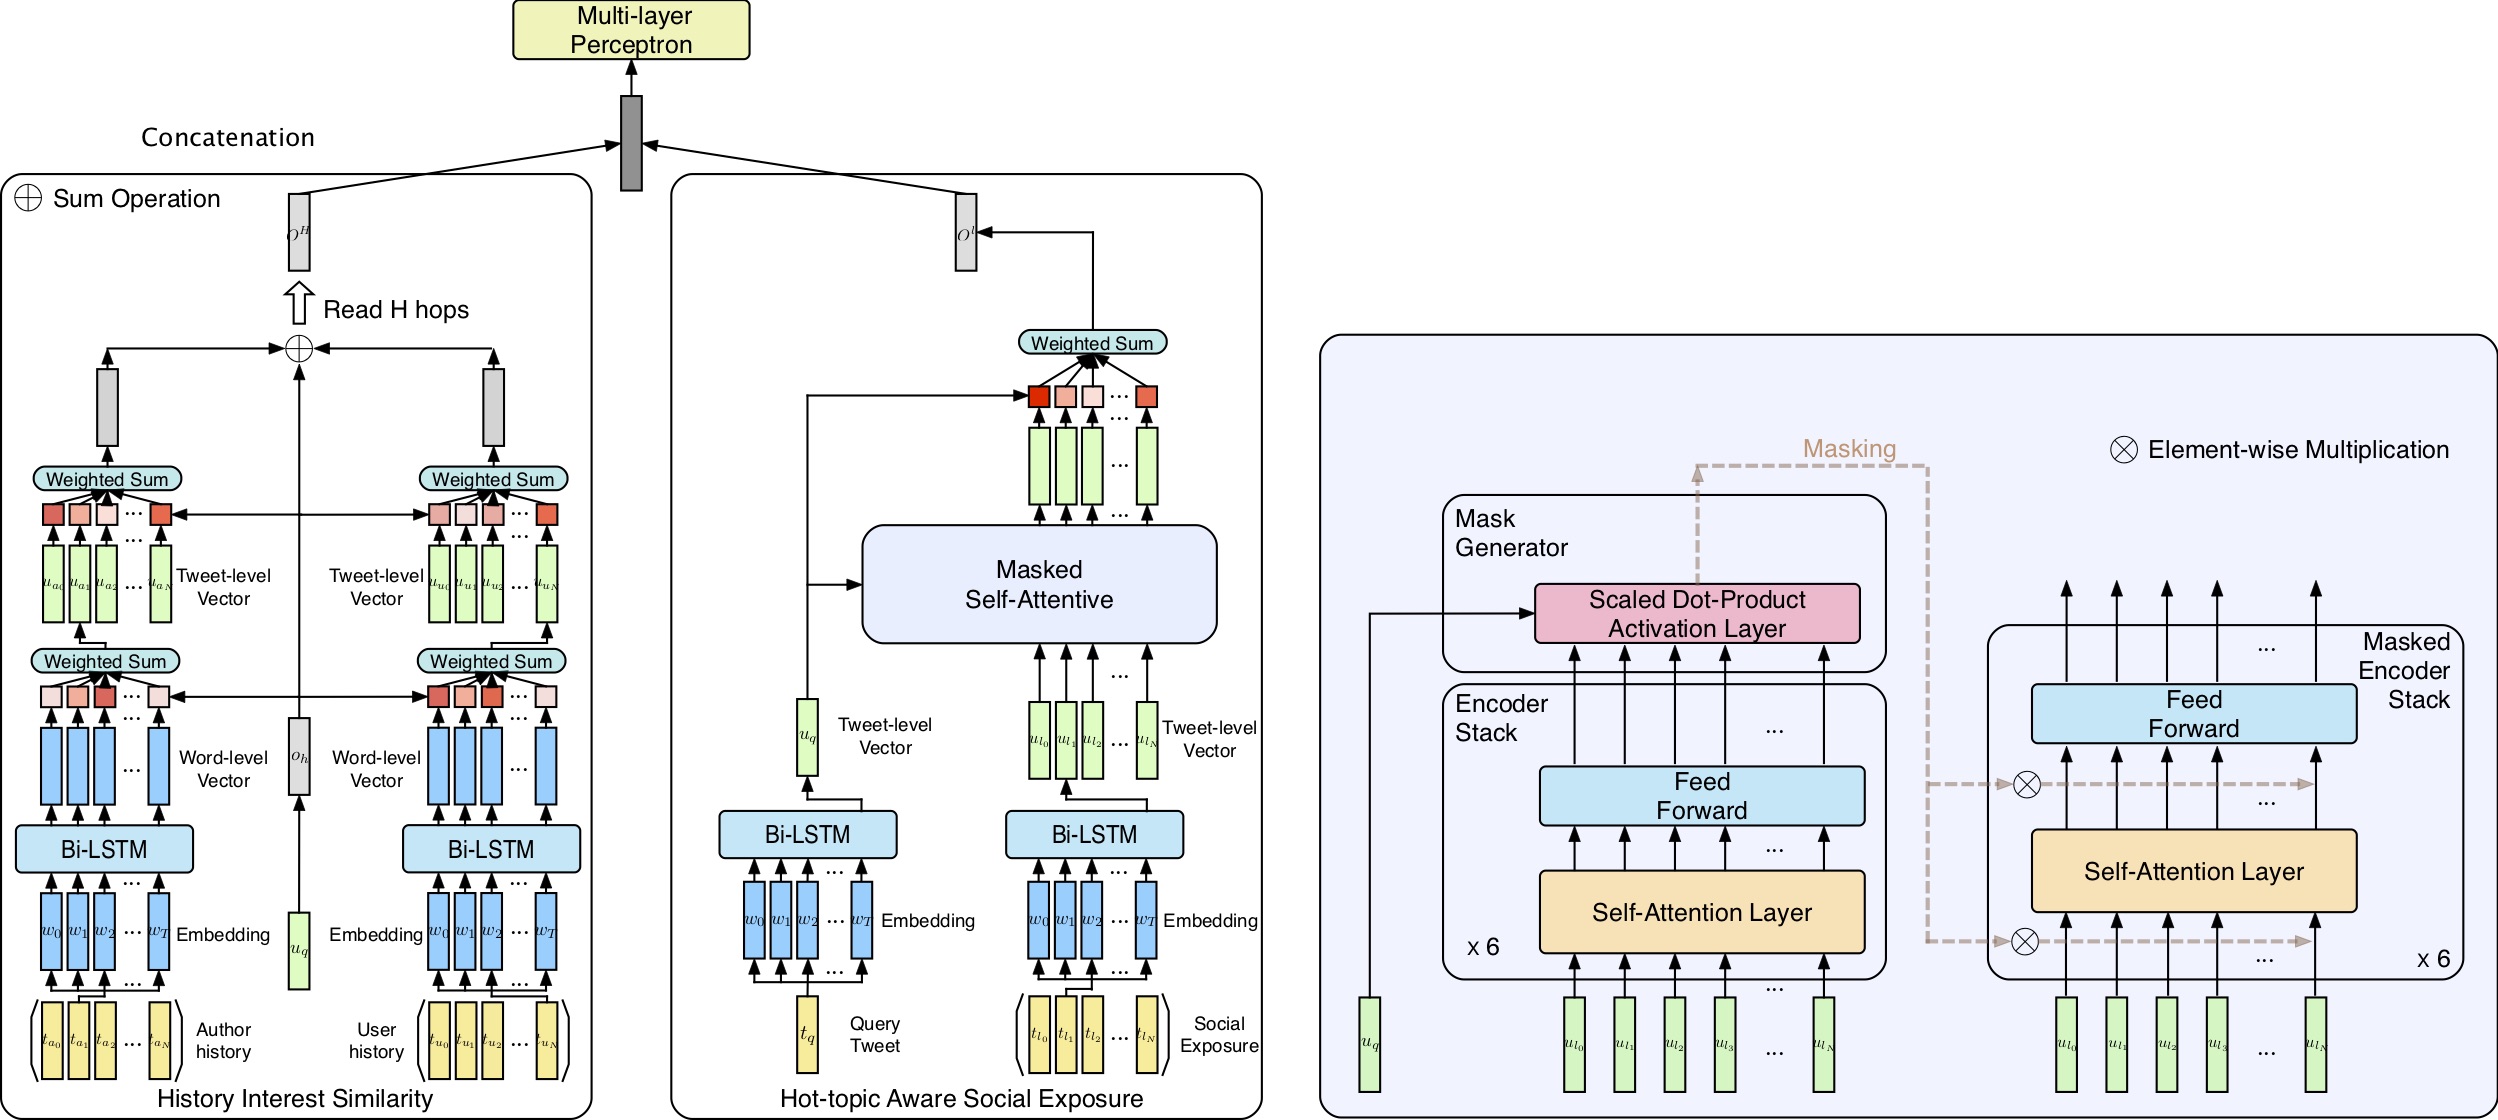 Multi-layer
Perceptron
Concatenation
⊕ Sum Operation
O^H
Read H hops
Weighted Sum
Weighted Sum
... ...
... ...
u_{a_0} u_{a_1} u_{a_2} ... u_{a_N}
Tweet-level
Vector
Tweet-level
Vector
u_{u_0} u_{u_1} u_{u_2} ... u_{u_N}
Weighted Sum
Weighted Sum
... ...
... ...
Word-level
Vector
...
o_h
Word-level
Vector
...
Bi-LSTM
Bi-LSTM
... ...
w_0 w_1 w_2 ... w_T
Embedding
u_q
Embedding
w_0 w_1 w_2 ... w_T
... ...
t_{a_0} t_{a_1} t_{a_2} ... t_{a_N}
Author
history
User
history
t_{u_0} t_{u_1} t_{u_2} ... t_{u_N}
History Interest Similarity
O^l
Weighted Sum
...
...
...
...
Masked
Self-Attentive
...
u_q
Tweet-level
Vector
u_{l_0} u_{l_1} u_{l_2} ... u_{l_N}
Tweet-level
Vector
Bi-LSTM
Bi-LSTM
... ...
w_0 w_1 w_2 ... w_T
Embedding
w_0 w_1 w_2 ... w_T
Embedding
... ...
t_q
Query
Tweet
t_{l_0} t_{l_1} t_{l_2} ... t_{l_N}
Social
Exposure
Hot-topic Aware Social Exposure
Masking
⊗ Element-wise Multiplication
Mask
Generator
Scaled Dot-Product
Activation Layer
Encoder
Stack
...
Feed
Forward
...
Self-Attention Layer
x 6
...
u_q
u_{l_0} u_{l_1} u_{l_2} u_{l_3} ... u_{l_N}
Masked
Encoder
Stack
...
Feed
Forward
...
Self-Attention Layer
...
x 6
u_{l_0} u_{l_1} u_{l_2} u_{l_3} ... u_{l_N}